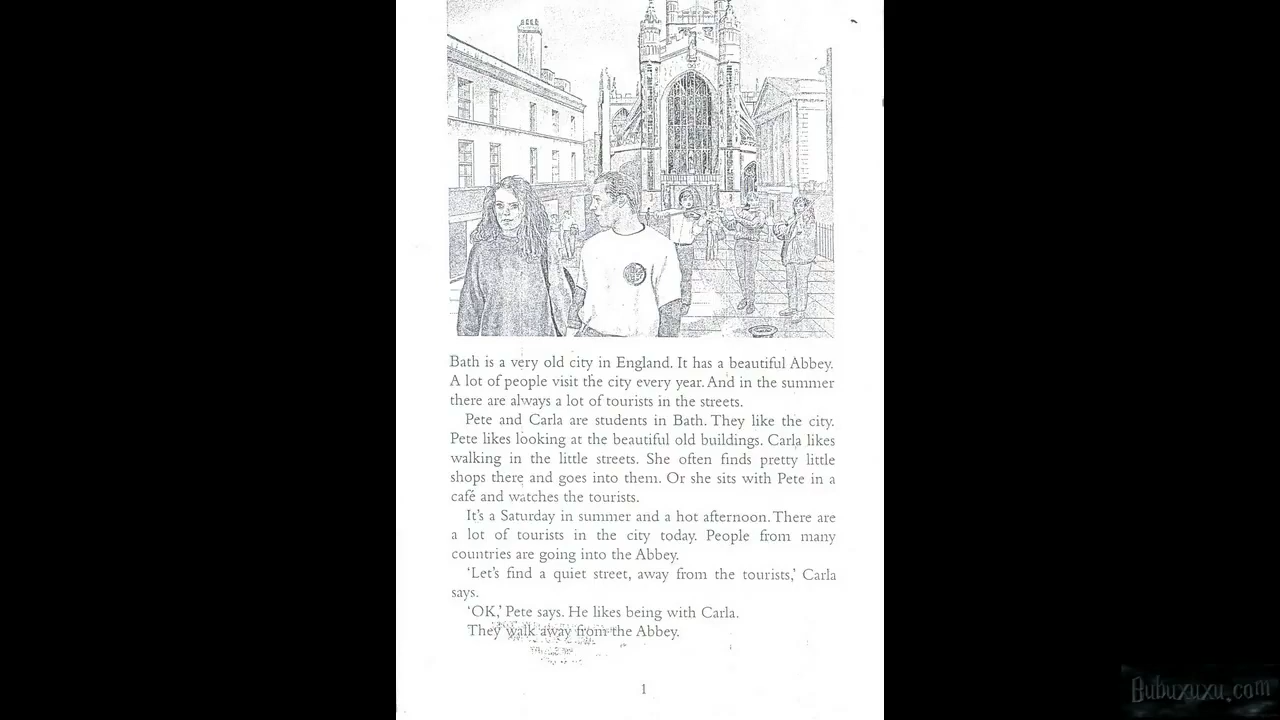 Bath is a very old city in England. It has a beautiful Abbey.
A lot of people visit the city every year. And in the summer
there are always a lot of tourists in the streets.
Pete and Carla are students in Bath. They like the city.
Pete likes looking at the beautiful old buildings. Carla likes
walking in the little streets. She often finds pretty little
shops there and goes into them. Or she sits with Pete in a
café and watches the tourists.
It's a Saturday in summer and a hot afternoon. There are
a lot of tourists in the city today. People from many
countries are going into the Abbey.
'Let's find a quiet street, away from the tourists,' Carla
says.
'OK,' Pete says. He likes being with Carla.
They walk away from the Abbey.
1
Bubuxuxu.com